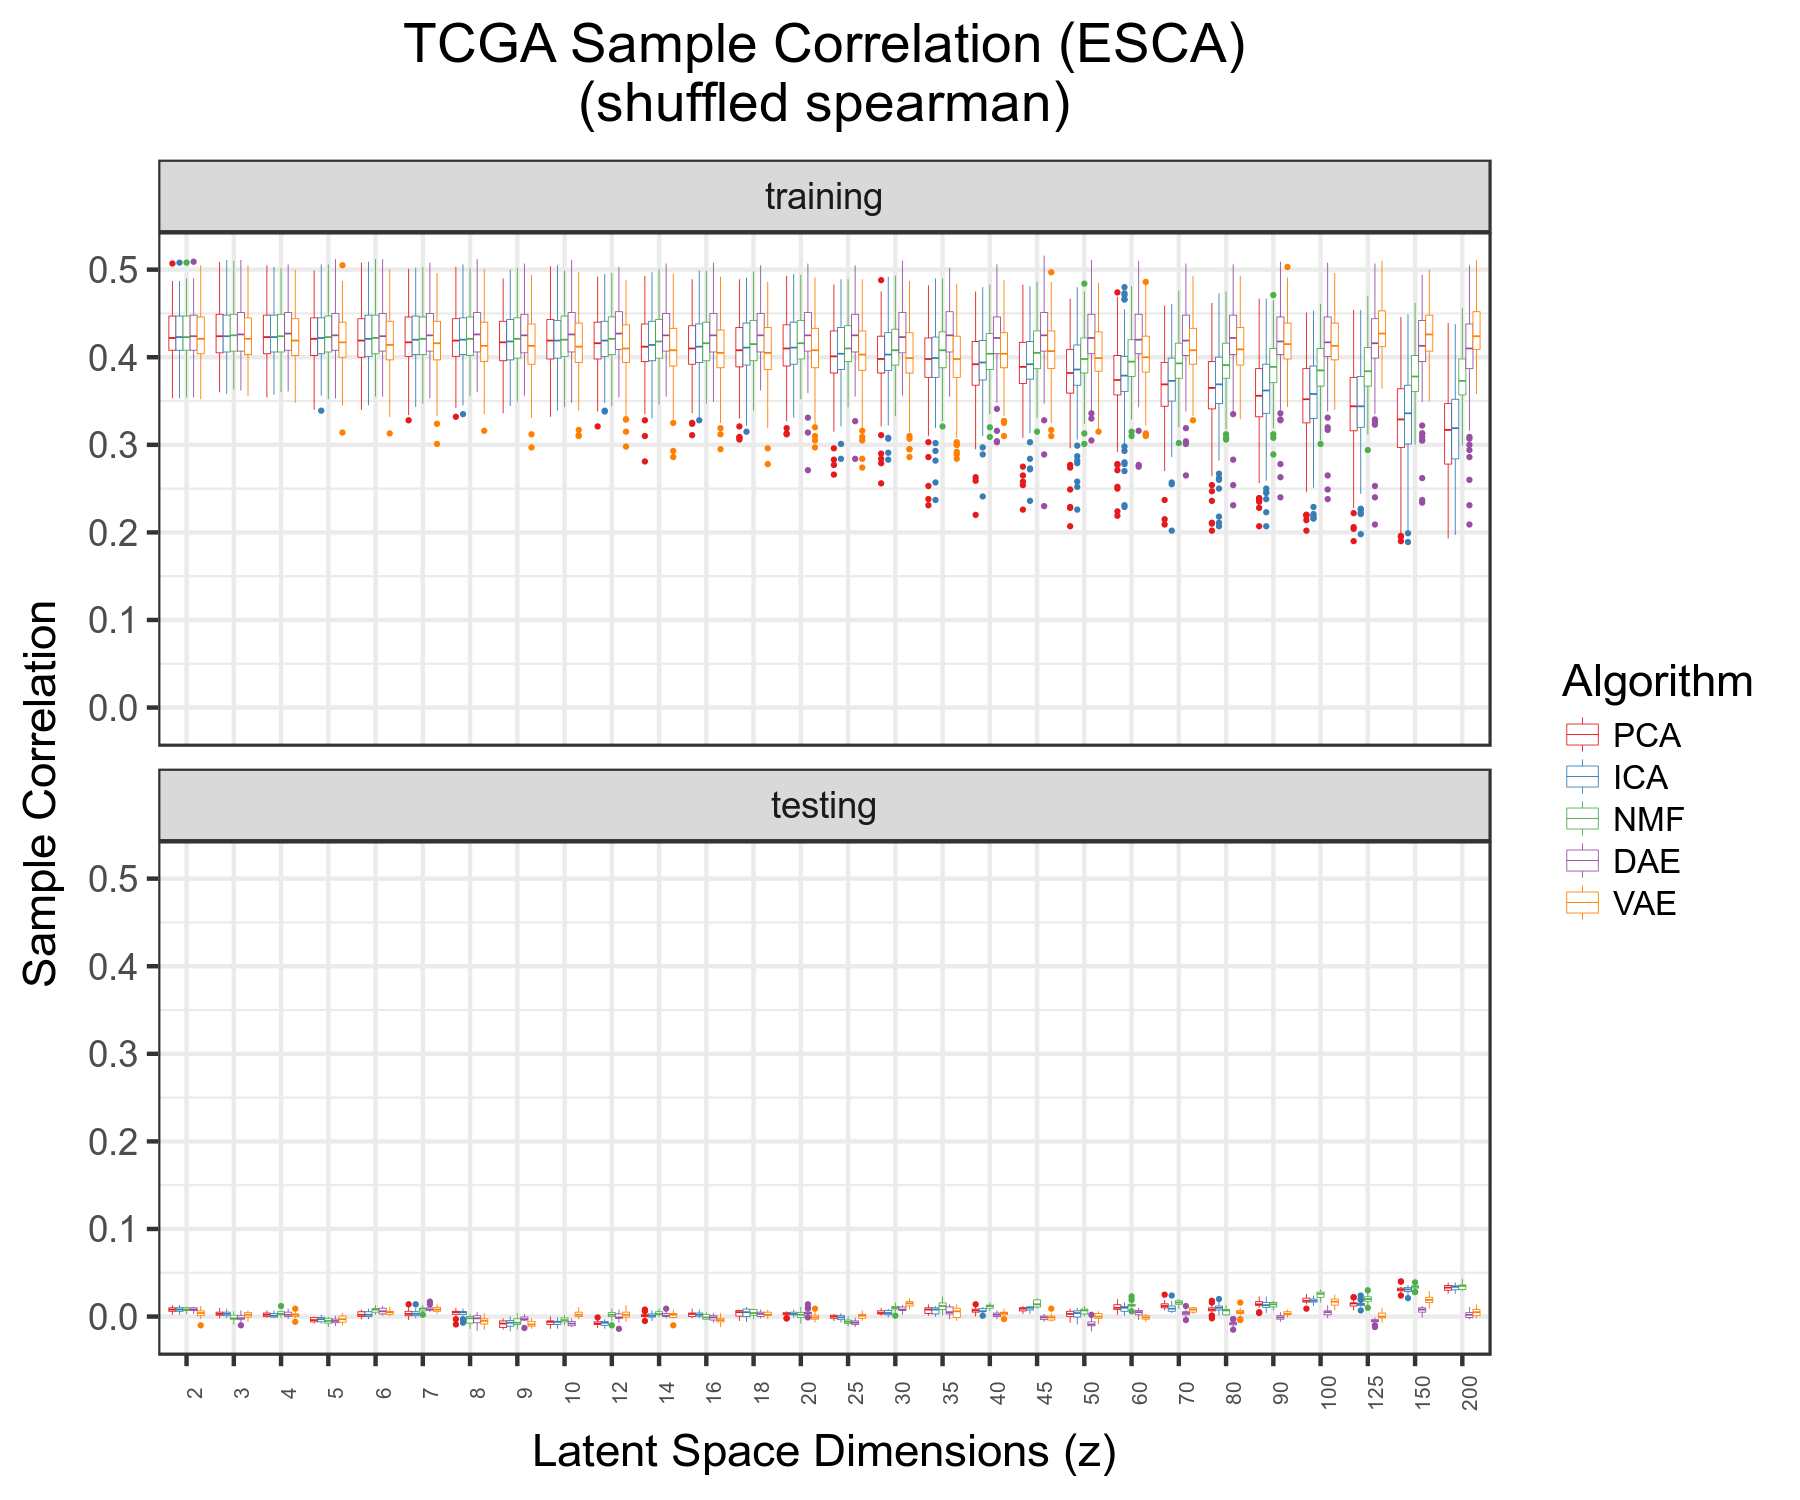 TCGA Sample Correlation (ESCA)
(shuffled spearman)
training
0.5
0.4
0.3
0.2
0.1
0.0
testing
0.5
0.4
0.3
0.2
0.1
0.0
Sample Correlation
2 3 4 5 6 7 8 9 10 12 14 16 18 20 25 30 35 40 45 50 60 70 80 90 100 125 150 200
Latent Space Dimensions (z)
Algorithm
PCA
ICA
NMF
DAE
VAE